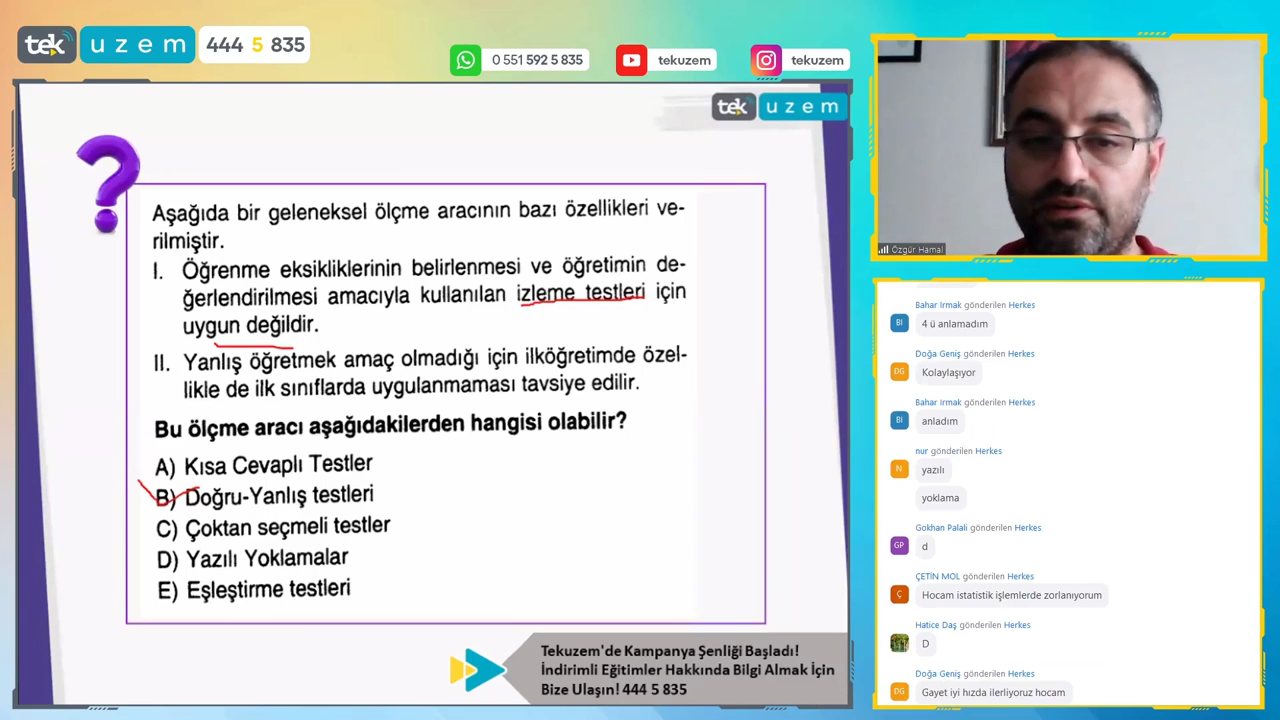 tek uzem 444 5 835
0 551 592 5 835
tekuzem
tekuzem
tek uzem
Aşağıda bir geleneksel ölçme aracının bazı özellikleri ve-
rilmiştir.
I. Öğrenme eksikliklerinin belirlenmesi ve öğretimin de-
ğerlendirilmesi amacıyla kullanılan izleme testleri için
uygun değildir.
II. Yanlış öğretmek amaç olmadığı için ilköğretimde özel-
likle de ilk sınıflarda uygulanmaması tavsiye edilir.
Bu ölçme aracı aşağıdakilerden hangisi olabilir?
A) Kısa Cevaplı Testler
B) Doğru-Yanlış testleri
C) Çoktan seçmeli testler
D) Yazılı Yoklamalar
E) Eşleştirme testleri
Tekuzem'de Kampanya Şenliği Başladı!
İndirimli Eğitimler Hakkında Bilgi Almak İçin
Bize Ulaşın! 444 5 835
Özgür Hamal
Bahar Irmak gönderilen Herkes
BI 4 ü anlamadım
Doğa Geniş gönderilen Herkes
DG Kolaylaşıyor
Bahar Irmak gönderilen Herkes
BI anladım
nur gönderilen Herkes
N yazılı
yoklama
Gokhan Palali gönderilen Herkes
GP d
ÇETİN MOL gönderilen Herkes
Ç Hocam istatistik işlemlerde zorlanıyorum
Hatice Daş gönderilen Herkes
D
Doğa Geniş gönderilen Herkes
DG Gayet iyi hızda ilerliyoruz hocam